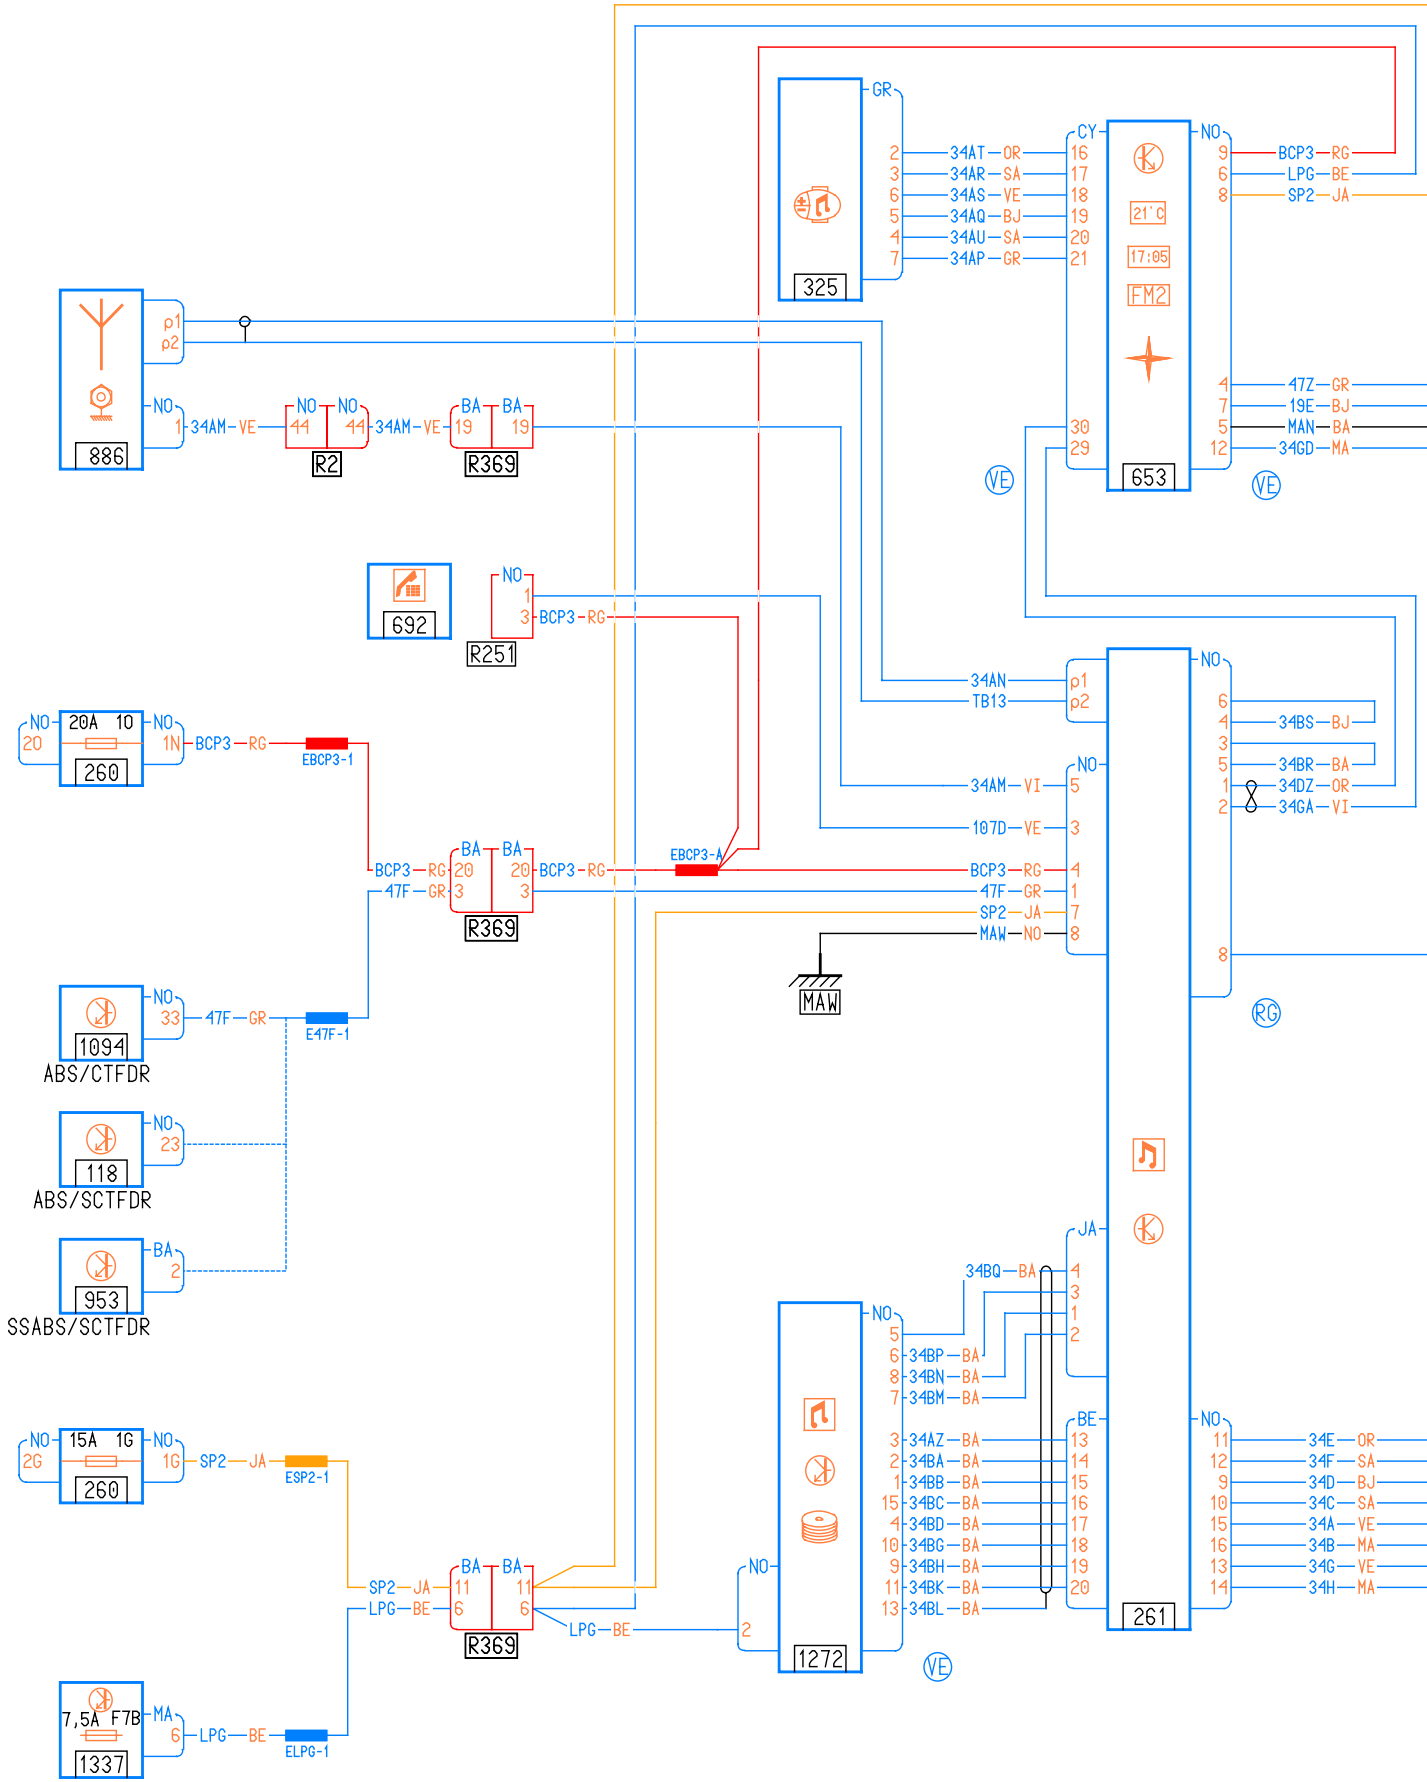 GR
2 34AT OR 16
3 34AR SA 17
6 34AS VE 18
5 34AQ BJ 19
4 34AU SA 20
7 34AP GR 21
325
CY NO
9 BCP3 RG
6 LPG BE
8 SP2 JA
21°C
17:05
FM2
4 47Z GR
7 19E BJ
5 MAN BA
12 34GD MA
30
29
653
VE
VE
p1
p2
NO
1 34AM VE
886
NO NO
44 44 34AM VE
R2
BA BA
19 19
R369
692
NO
1
3 BCP3 RG
R251
34AN p1
TB13 p2
NO
6
4 34BS BJ
3
5 34BR BA
1 34DZ OR
2 34GA VI
8
RG
NO 20A 10 NO
20 1N BCP3 RG
260
EBCP3-1
NO
34AM VI 5
107D VE 3
BCP3 RG 4
47F GR 1
SP2 JA 7
MAW NO 8
MAW
EBCP3-A
BA BA
BCP3 RG 20 20 BCP3 RG
47F GR 3 3
R369
NO
33 47F GR
E47F-1
1094
ABS/CTFDR
NO
23
118
ABS/SCTFDR
BA
2
953
SSABS/SCTFDR
JA
34BQ BA 4
3
1
2
NO
5
6 34BP BA
8 34BN BA
7 34BM BA
3 34AZ BA
2 34BA BA
1 34BB BA
15 34BC BA
4 34BD BA
10 34BG BA
9 34BH BA
11 34BK BA
13 34BL BA
BE NO
13 11 34E OR
14 12 34F SA
15 9 34D BJ
16 10 34C SA
17 15 34A VE
18 16 34B MA
19 13 34G VE
20 14 34H MA
261
NO
2
1272
VE
NO 15A 1G NO
2G 1G SP2 JA
260
ESP2-1
BA BA
SP2 JA 11 11
LPG BE 6 6
LPG BE
R369
7,5A F7B MA
6 LPG BE
ELPG-1
1337